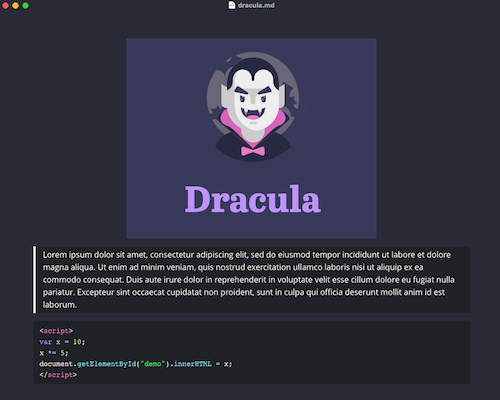 dracula.md
Dracula
Lorem ipsum dolor sit amet, consectetur adipiscing elit, sed do eiusmod tempor incididunt ut labore et dolore
magna aliqua. Ut enim ad minim veniam, quis nostrud exercitation ullamco laboris nisi ut aliquip ex ea
commodo consequat. Duis aute irure dolor in reprehenderit in voluptate velit esse cillum dolore eu fugiat nulla
pariatur. Excepteur sint occaecat cupidatat non proident, sunt in culpa qui officia deserunt mollit anim id est
laborum.
<script>
var x = 10;
x *= 5;
document.getElementById("demo").innerHTML = x;
</script>